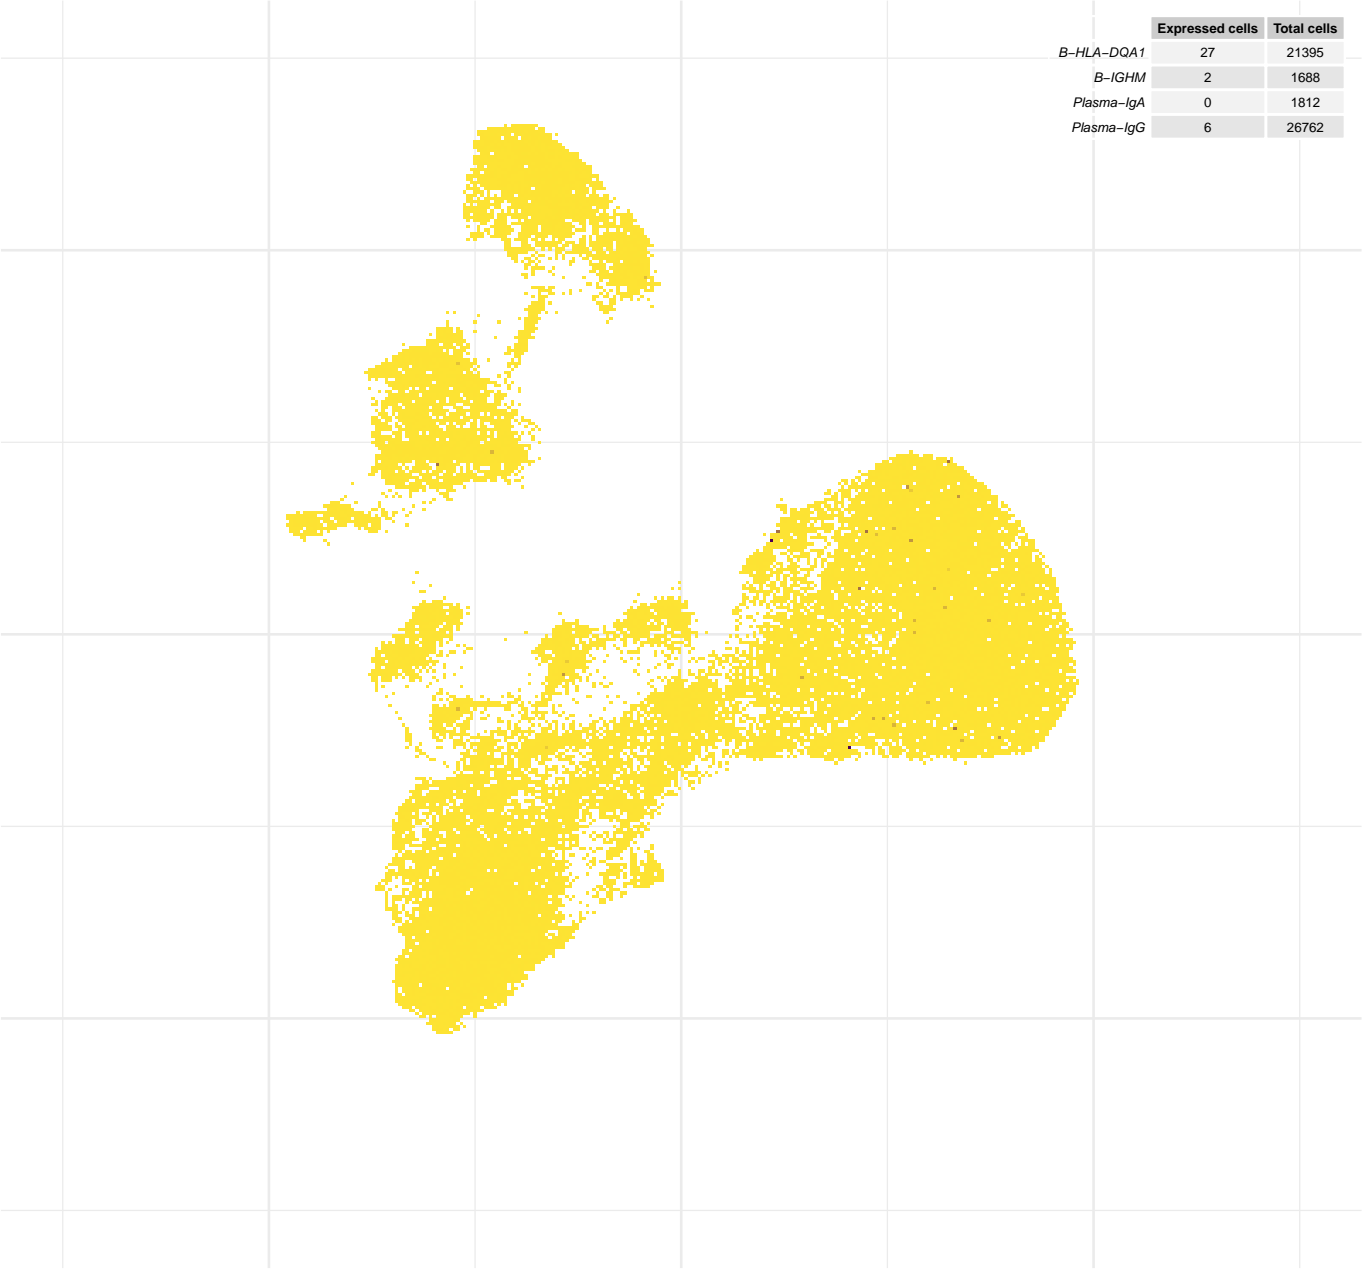 Expressed cells Total cells
B−HLA−DQA1 27 21395
B−IGHM 2 1688
Plasma−IgA 0 1812
Plasma−IgG 6 26762